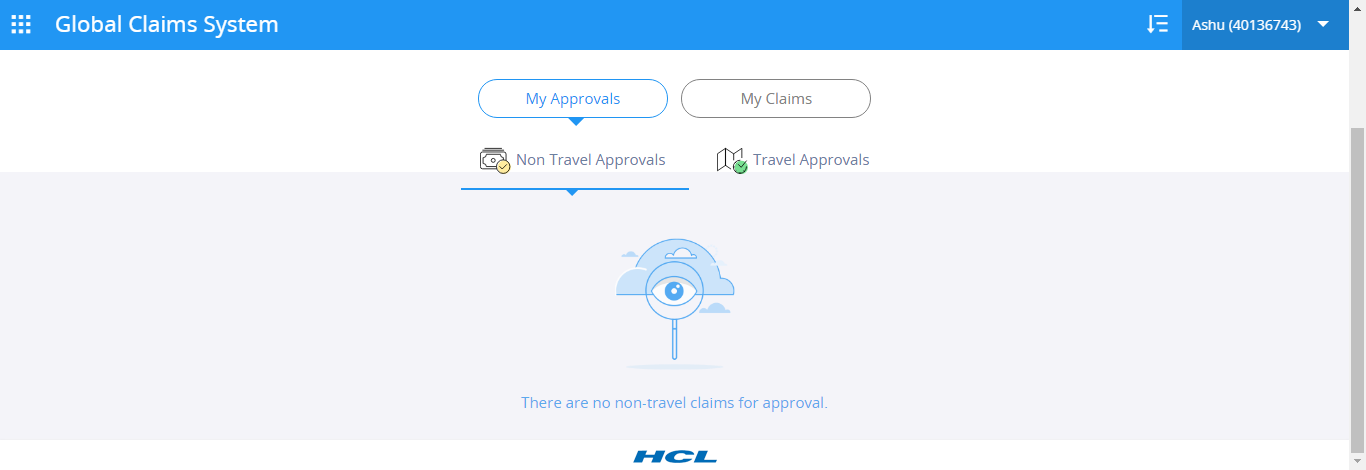 Global Claims System
Ashu (40136743)
My Approvals
My Claims
Non Travel Approvals
Travel Approvals
There are no non-travel claims for approval.
HCL